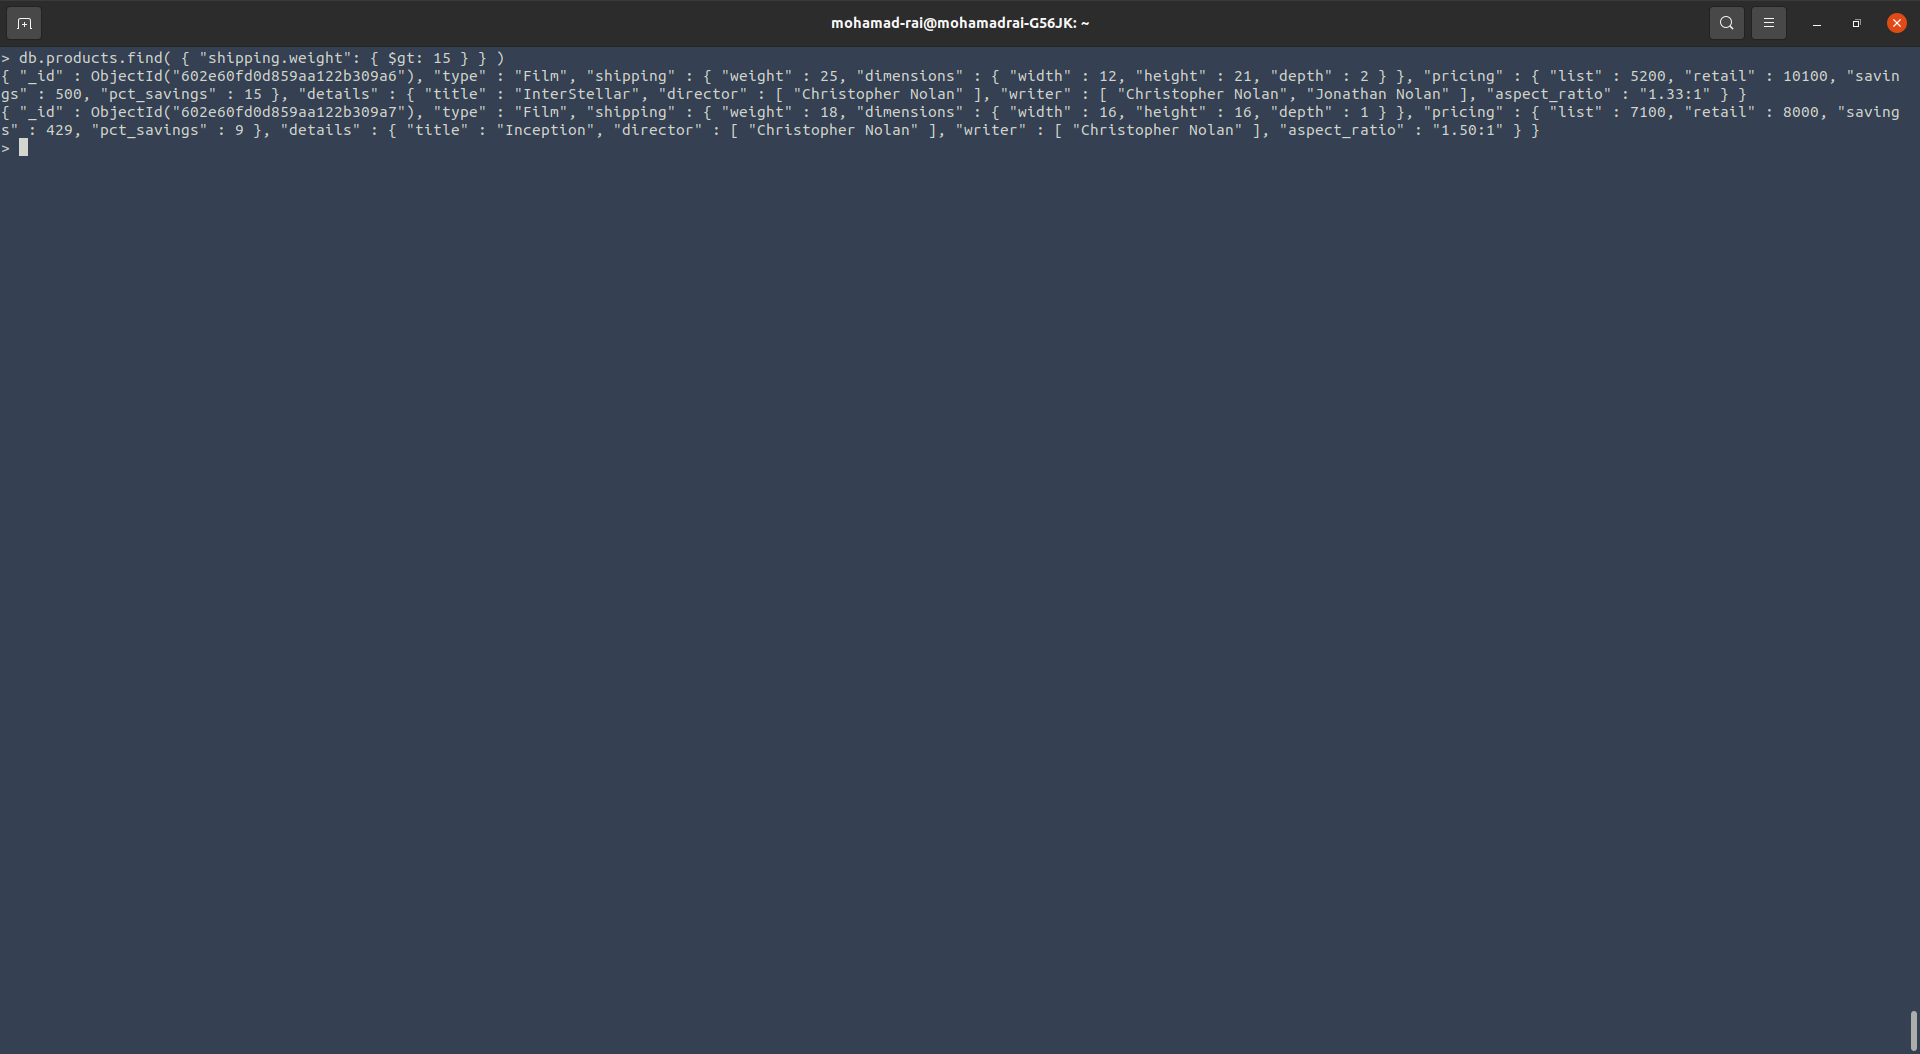 mohamad-rai@mohamadrai-G56JK: ~
> db.products.find( { "shipping.weight": { $gt: 15 } } )
{ "_id" : ObjectId("602e60fd0d859aa122b309a6"), "type" : "Film", "shipping" : { "weight" : 25, "dimensions" : { "width" : 12, "height" : 21, "depth" : 2 } }, "pricing" : { "list" : 5200, "retail" : 10100, "savin
gs" : 500, "pct_savings" : 15 }, "details" : { "title" : "InterStellar", "director" : [ "Christopher Nolan" ], "writer" : [ "Christopher Nolan", "Jonathan Nolan" ], "aspect_ratio" : "1.33:1" } }
{ "_id" : ObjectId("602e60fd0d859aa122b309a7"), "type" : "Film", "shipping" : { "weight" : 18, "dimensions" : { "width" : 16, "height" : 16, "depth" : 1 } }, "pricing" : { "list" : 7100, "retail" : 8000, "saving
s" : 429, "pct_savings" : 9 }, "details" : { "title" : "Inception", "director" : [ "Christopher Nolan" ], "writer" : [ "Christopher Nolan" ], "aspect_ratio" : "1.50:1" } }
>